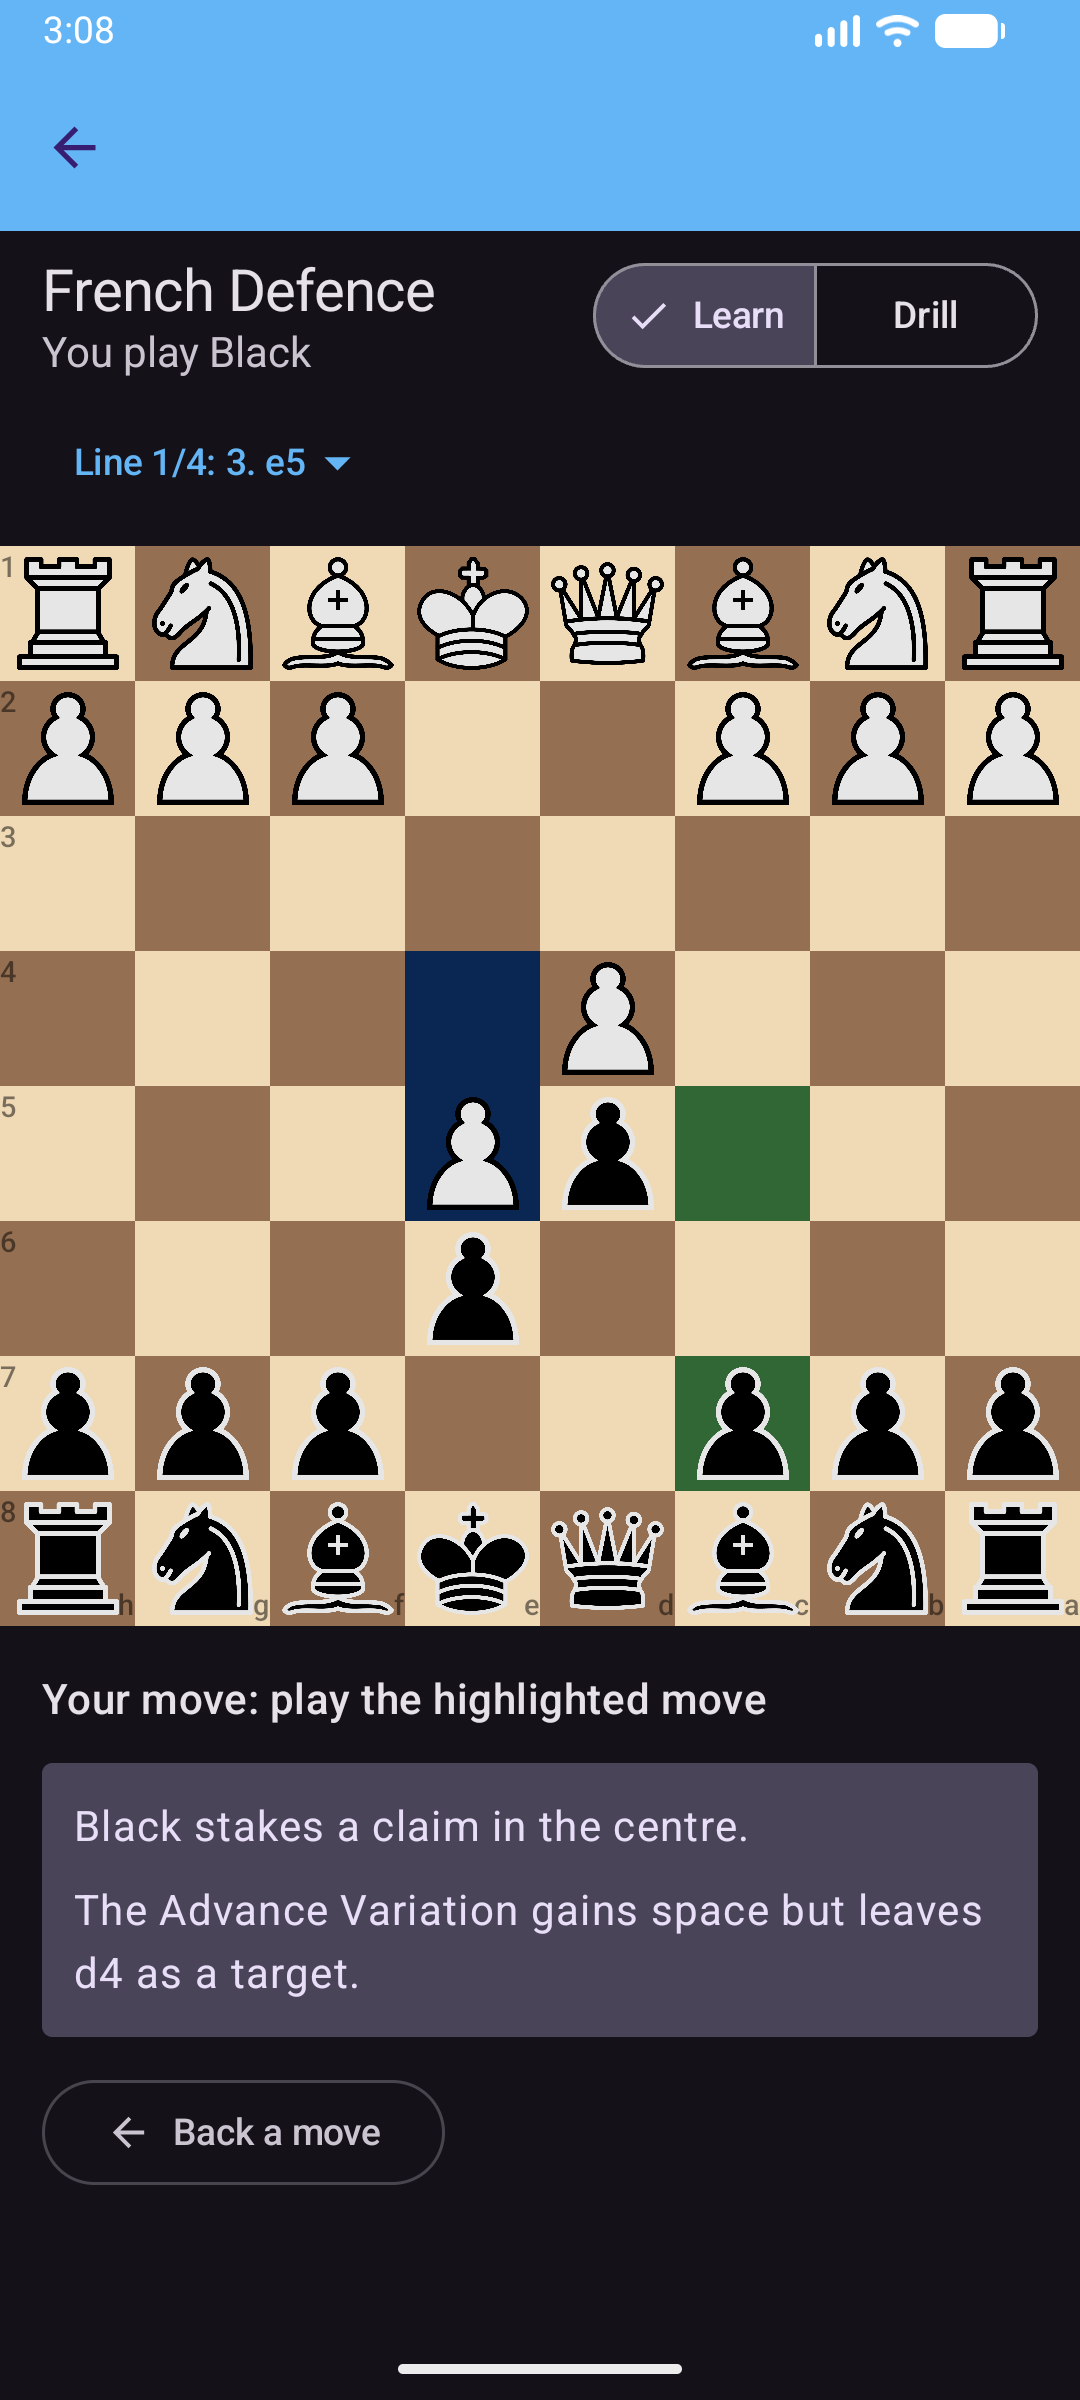 3:08
French Defence
You play Black
Learn
Drill
Line 1/4: 3. e5
1
2
3
4
5
6
7
8
h g f e d c b a
Your move: play the highlighted move
Black stakes a claim in the centre.
The Advance Variation gains space but leaves
d4 as a target.
Back a move